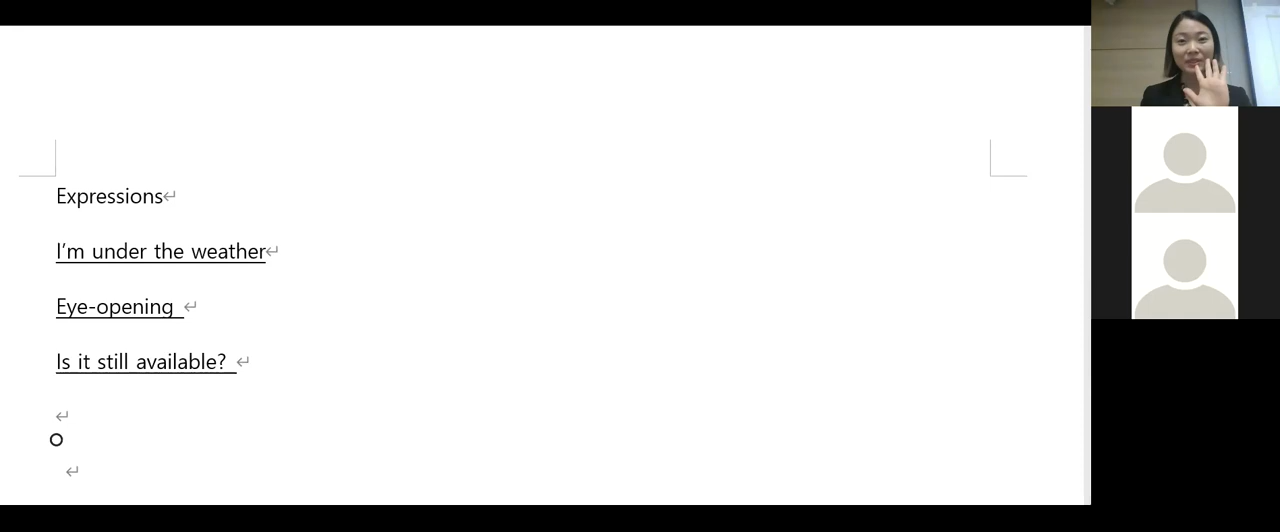 Expressions
I’m under the weather
Eye-opening
Is it still available?